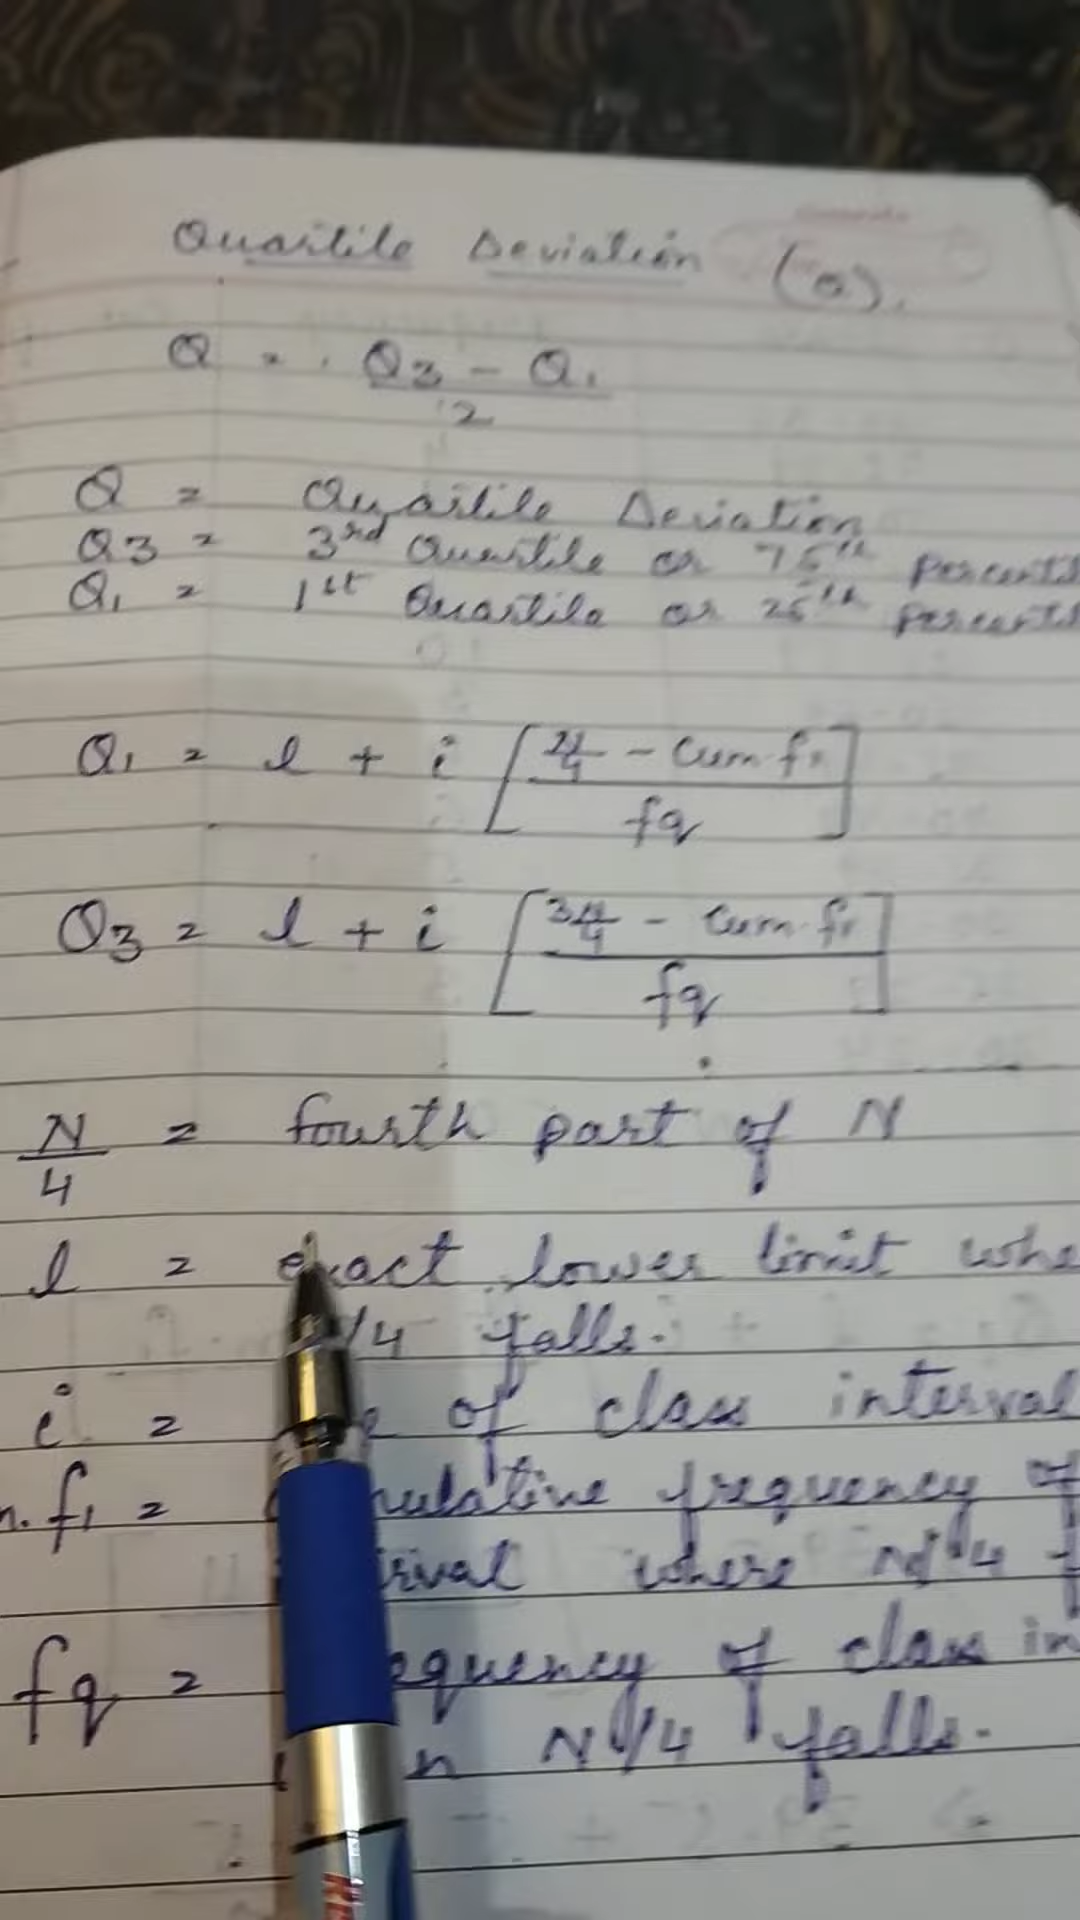 Quartile Deviation (Q).
Q = Q3 - Q1
2
Q = Quartile Deviation
Q3 = 3rd Quartile or 75th
Q1 = 1st Quartile or 25th
Q1 = l + i [N/4 - Cum.f1
fq]
Q3 = l + i [3N/4 - Cum.f1
fq]
N/4 = fourth part of N
l = exact lower limit
/4 falls.
i = of class interval
f1 = frequency of
where N/4
fq = of class
N/4 falls.